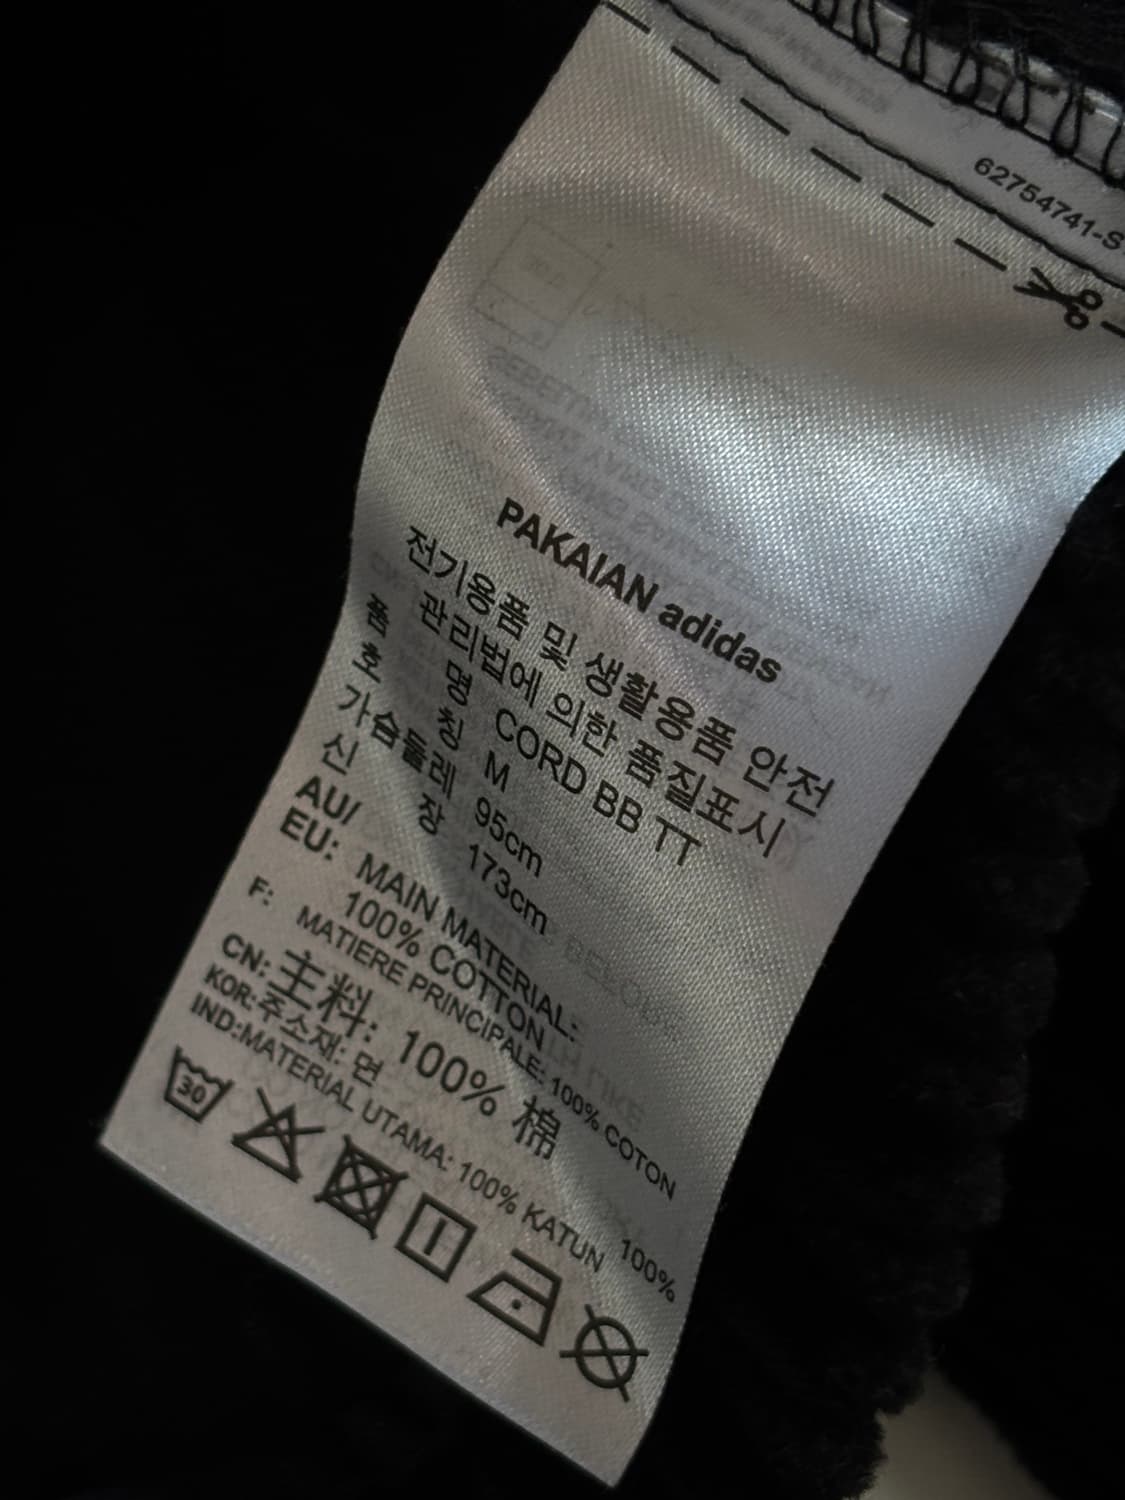 62754741-S
PAKAIAN adidas
전기용품 및 생활용품 안전
관리법에 의한 품질표시
품 명 CORD BB TT
호 칭 M
가슴둘레 95cm
신 장 173cm
AU/
EU: MAIN MATERIAL:
100% COTTON
F: MATIERE PRINCIPALE: 100% COTON
CN: 主料: 100% 棉
KOR: 주소재: 면 100%
IND:MATERIAL UTAMA: 100% KATUN
30